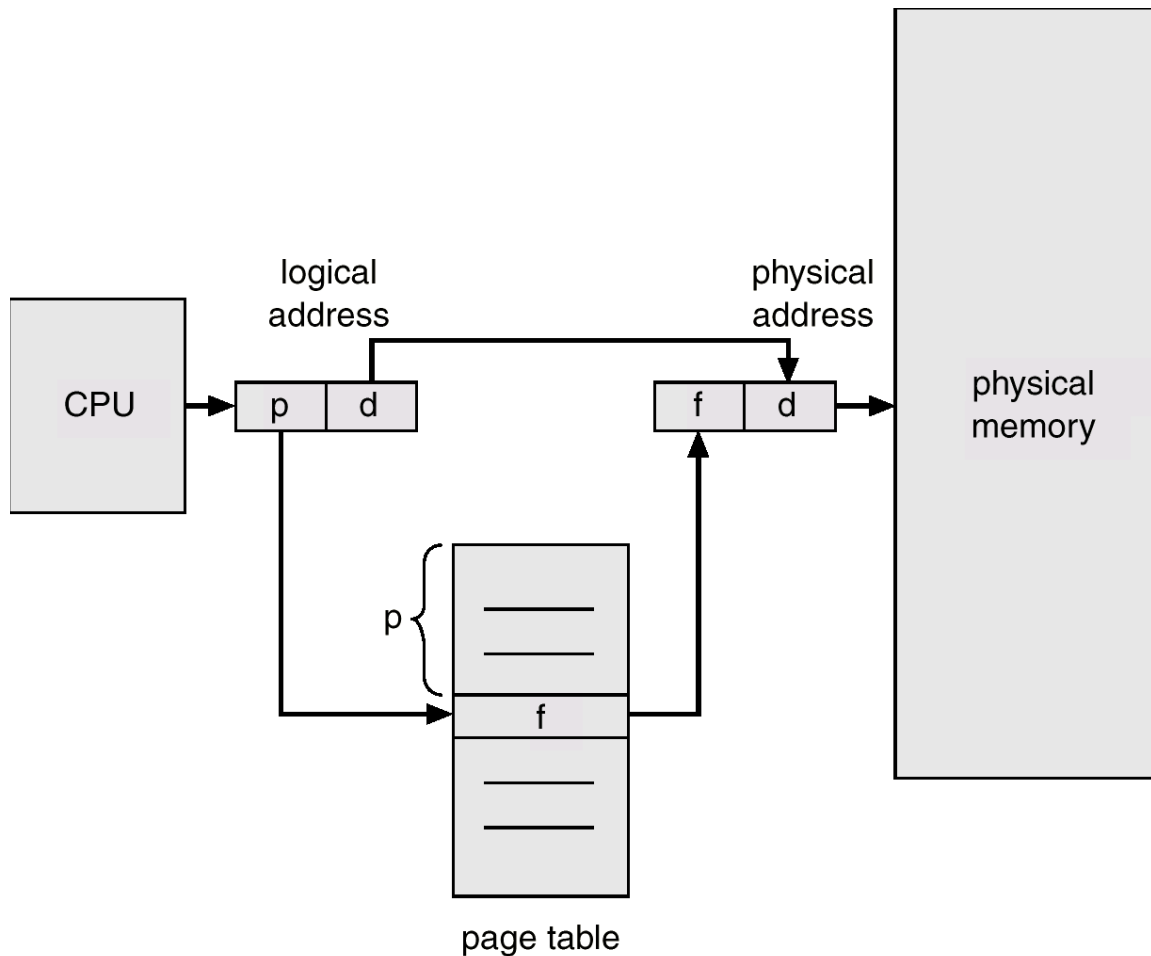 logical
address
physical
address
CPU
p
d
f
d
physical
memory
p
f
page table